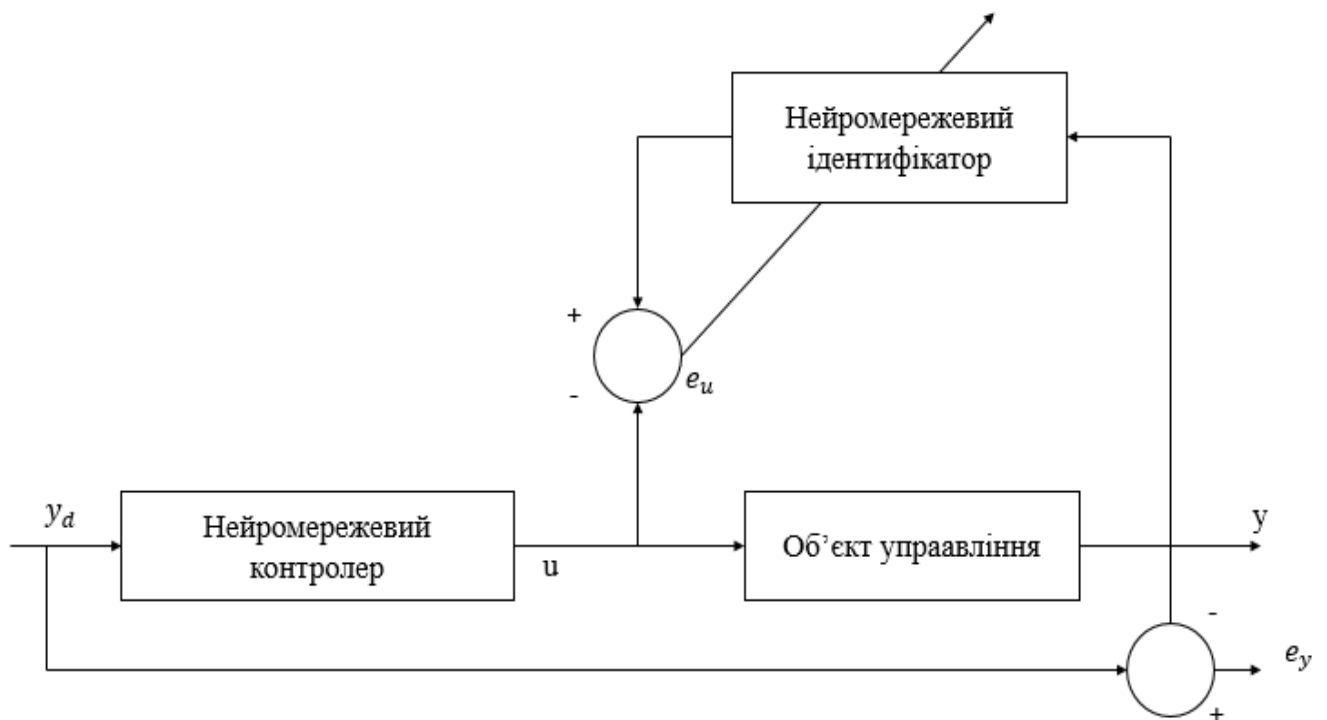 Нейромережевий
ідентифікатор
+
-
e_u
y_d
Нейромережевий
контролер
u
Об’єкт упраавління
y
-
e_y
+